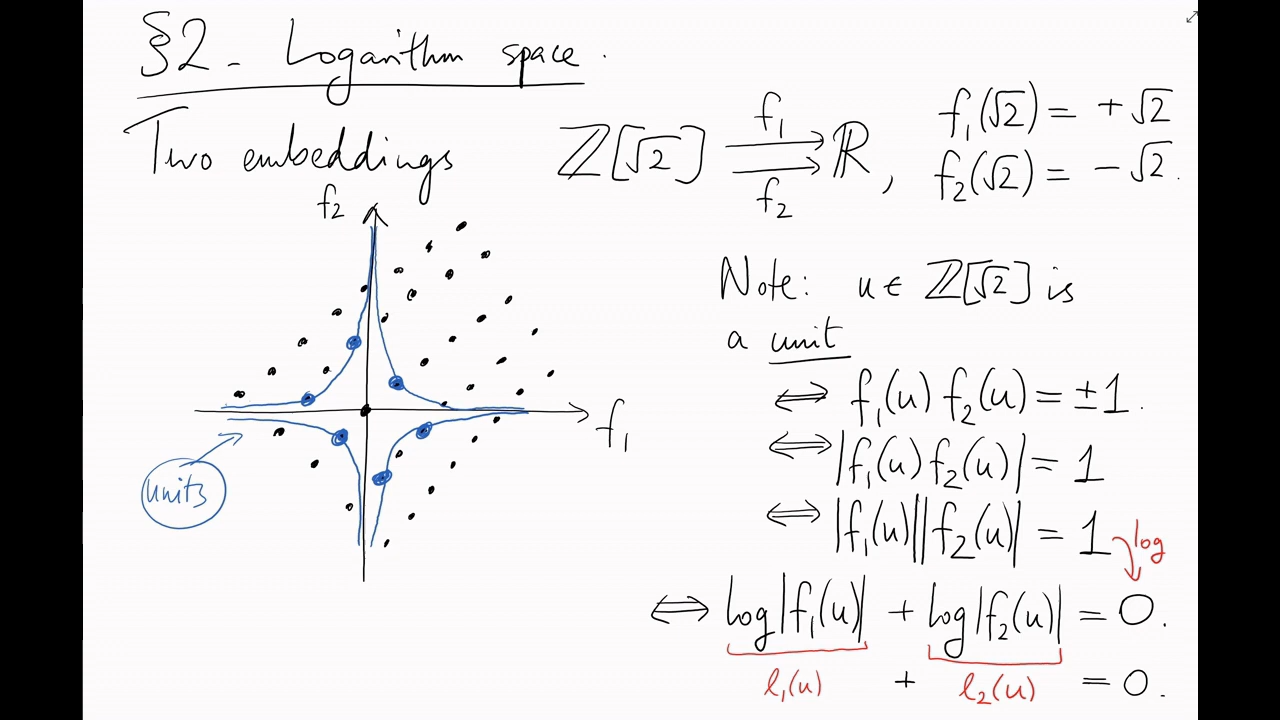 §2 - Logarithm space.
Two embeddings ℤ[√2] ⇉ ℝ, f₁ f₂
f₁(√2) = +√2
f₂(√2) = -√2.
f₂
f₁
units
Note: u ∈ ℤ[√2] is
a unit
⟺ f₁(u) f₂(u) = ±1.
⟺ |f₁(u) f₂(u)| = 1
⟺ |f₁(u)||f₂(u)| = 1
log
⟺ log|f₁(u)| + log|f₂(u)| = 0.
ℓ₁(u) + ℓ₂(u) = 0.